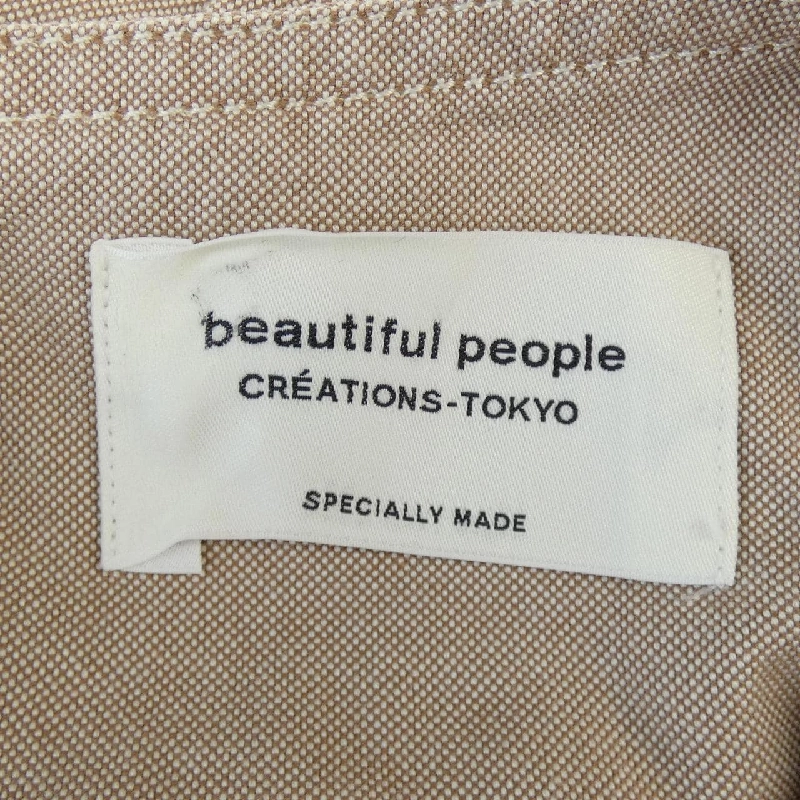 beautiful people
CRÉATIONS-TOKYO
SPECIALLY MADE